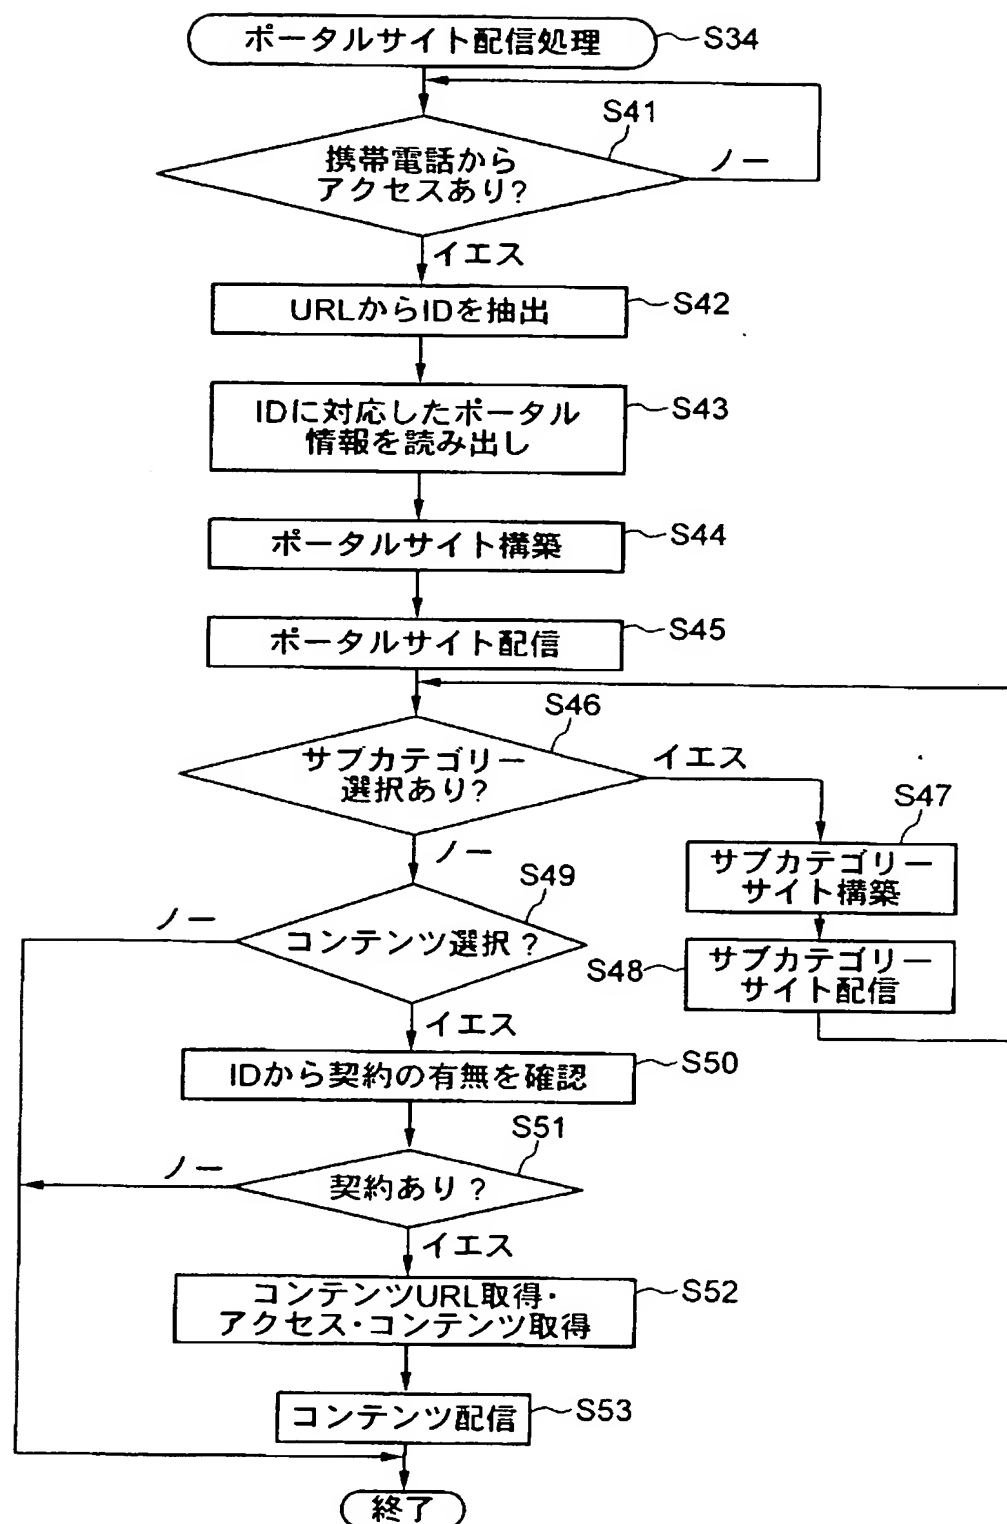 ポータルサイト配信処理
S34
S41
携帯電話から
アクセスあり?
ノー
イエス
URLからIDを抽出
S42
IDに対応したポータル
情報を読み出し
S43
ポータルサイト構築
S44
ポータルサイト配信
S45
S46
サブカテゴリー
選択あり?
イエス
ノー
S47
サブカテゴリー
サイト構築
S48
サブカテゴリー
サイト配信
S49
コンテンツ選択?
ノー
イエス
IDから契約の有無を確認
S50
S51
契約あり?
ノー
イエス
コンテンツURL取得・
アクセス・コンテンツ取得
S52
コンテンツ配信
S53
終了